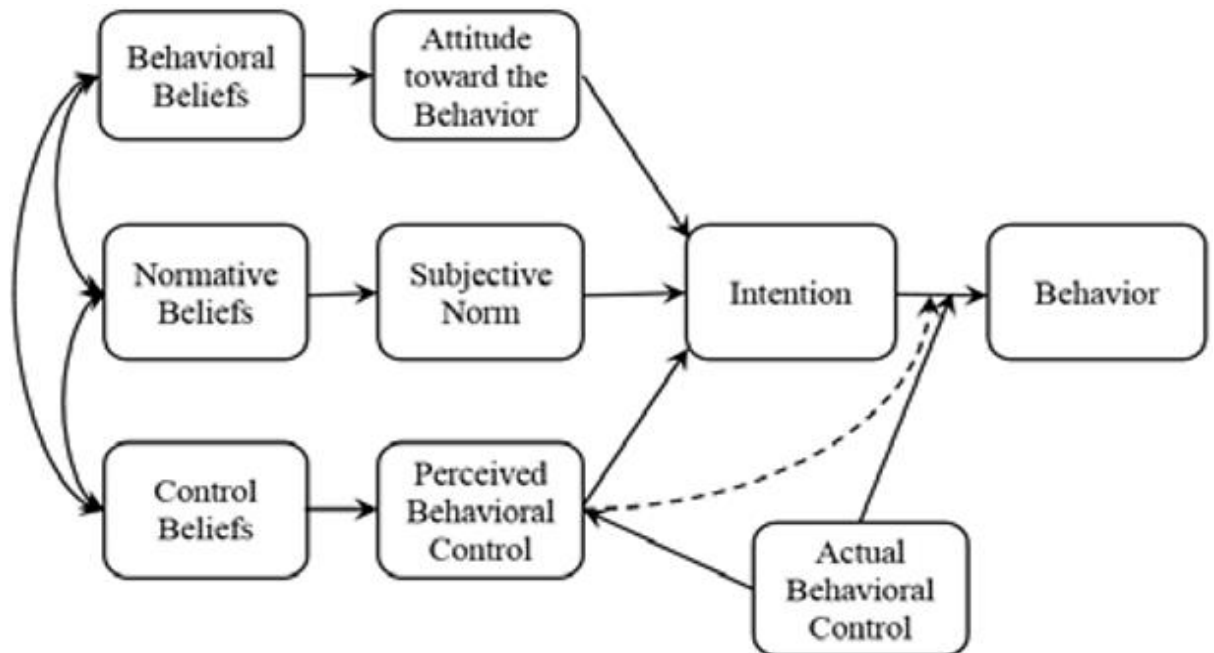 Behavioral
Beliefs
Attitude
toward the
Behavior
Normative
Beliefs
Subjective
Norm
Intention
Behavior
Control
Beliefs
Perceived
Behavioral
Control
Actual
Behavioral
Control